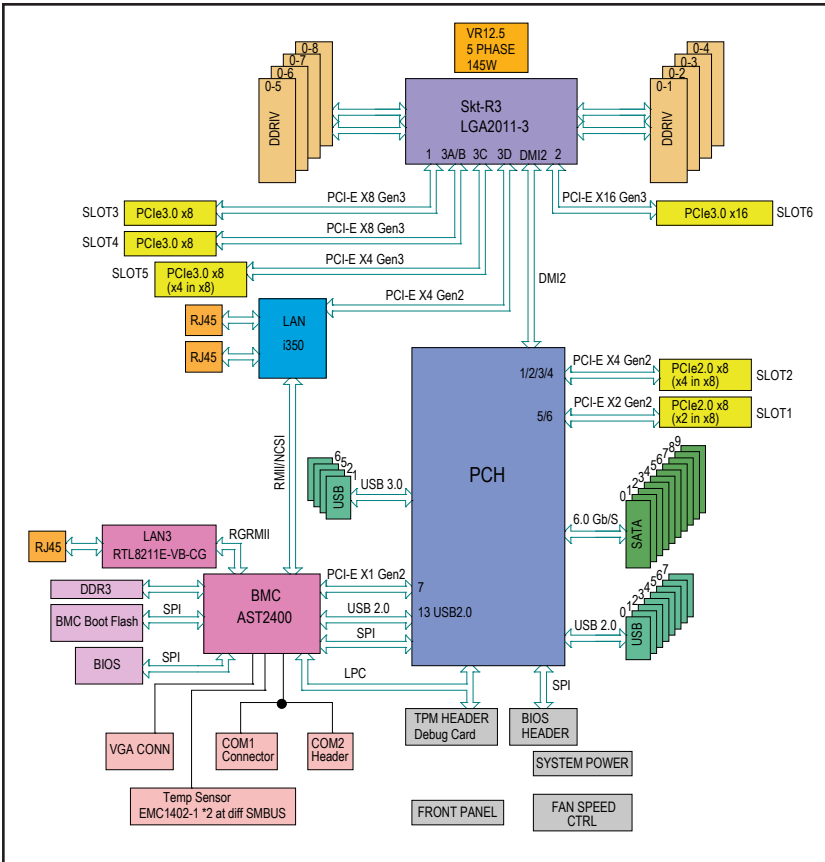 VR12.5
5 PHASE
145W
0-8
0-7
0-6
0-5
DDRIV
Skt-R3
LGA2011-3
1 3A/B 3C 3D DMI2 2
0-4
0-3
0-2
0-1
DDRIV
SLOT3
PCIe3.0 x8
PCI-E X8 Gen3
PCI-E X16 Gen3
PCIe3.0 x16
SLOT6
SLOT4
PCIe3.0 x8
PCI-E X8 Gen3
SLOT5
PCIe3.0 x8
(x4 in x8)
PCI-E X4 Gen3
DMI2
PCI-E X4 Gen2
RJ45
RJ45
LAN
i350
1/2/3/4
PCI-E X4 Gen2
PCIe2.0 x8
(x4 in x8)
SLOT2
5/6
PCI-E X2 Gen2
PCIe2.0 x8
(x2 in x8)
SLOT1
PCH
RMII/NCSI
6
5
2
1
USB
USB 3.0
6.0 Gb/S
0
1
2
3
4
5
6
7
8
9
SATA
RJ45
LAN3
RTL8211E-VB-CG
RGRMII
DDR3
BMC Boot Flash
SPI
BIOS
SPI
BMC
AST2400
PCI-E X1 Gen2
7
USB 2.0
13 USB2.0
SPI
LPC
USB 2.0
0
1
2
3
4
5
6
7
USB
SPI
TPM HEADER
Debug Card
BIOS
HEADER
VGA CONN
COM1
Connector
COM2
Header
SYSTEM POWER
Temp Sensor
EMC1402-1 *2 at diff SMBUS
FRONT PANEL
FAN SPEED
CTRL